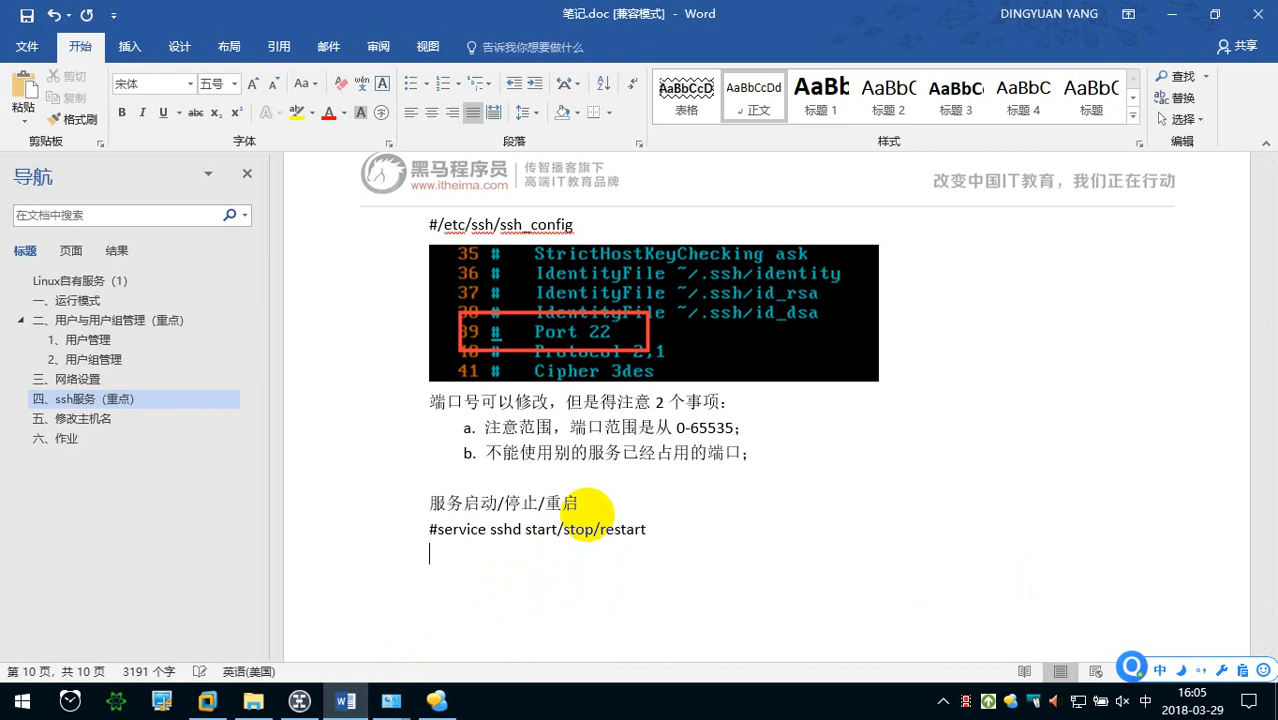 笔记.doc [兼容模式] - Word
DINGYUAN YANG
文件 开始 插入 设计 布局 引用 邮件 审阅 视图 告诉我你想要做什么 共享
粘贴 剪切 复制 格式刷
宋体 五号
AaBbCcD 表格
AaBbCcDd 正文
AaBb 标题 1
AaBbC 标题 2
AaBbC 标题 3
AaBbC 标题 4
AaBbC 标题
查找 替换 选择
剪贴板 字体 段落 样式 编辑
导航
在文档中搜索
标题 页面 结果
Linux自有服务（1）
一、运行模式
二、用户与用户组管理（重点）
1、用户管理
2、用户组管理
三、网络设置
四、ssh服务（重点）
五、修改主机名
六、作业
黑马程序员
www.itheima.com
传智播客旗下
高端IT教育品牌
改变中国IT教育，我们正在行动
#/etc/ssh/ssh_config
35 # StrictHostKeyChecking ask
36 # IdentityFile ~/.ssh/identity
37 # IdentityFile ~/.ssh/id_rsa
38 # IdentityFile ~/.ssh/id_dsa
39 # Port 22
40 # Protocol 2,1
41 # Cipher 3des
端口号可以修改，但是得注意 2 个事项：
a. 注意范围，端口范围是从 0-65535；
b. 不能使用别的服务已经占用的端口；
服务启动/停止/重启
#service sshd start/stop/restart
第 10 页，共 10 页 3191 个字 英语(美国)
中
中
16:05
2018-03-29